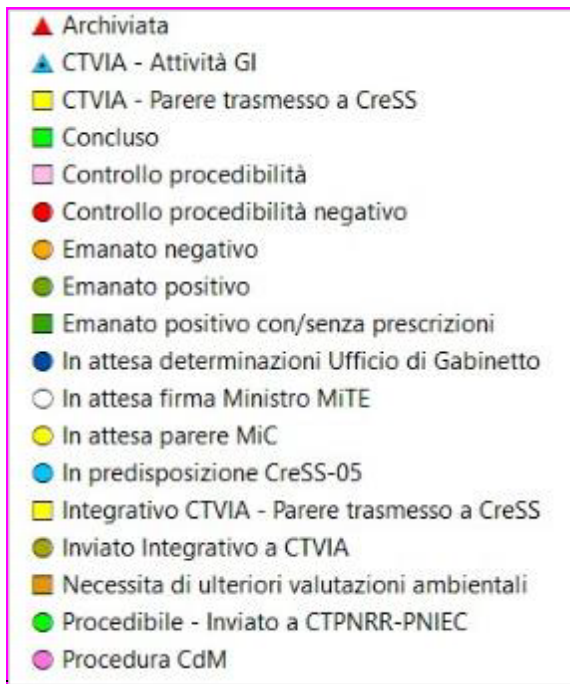 Archiviata
CTVIA - Attività GI
CTVIA - Parere trasmesso a CreSS
Concluso
Controllo procedibilità
Controllo procedibilità negativo
Emanato negativo
Emanato positivo
Emanato positivo con/senza prescrizioni
In attesa determinazioni Ufficio di Gabinetto
In attesa firma Ministro MiTE
In attesa parere MiC
In predisposizione CreSS-05
Integrativo CTVIA - Parere trasmesso a CreSS
Inviato Integrativo a CTVIA
Necessita di ulteriori valutazioni ambientali
Procedibile - Inviato a CTPNRR-PNIEC
Procedura CdM